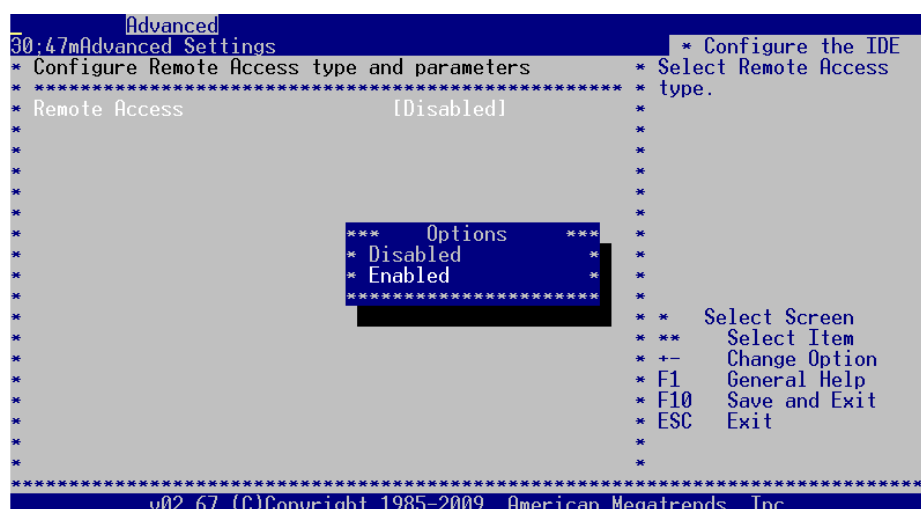 Advanced
30;47mAdvanced Settings * Configure the IDE
* Configure Remote Access type and parameters * Select Remote Access
* *************************************************** * type.
* Remote Access [Disabled] *
* *
* *
* *
* *
* *
* *** Options *** *
* * Disabled * *
* * Enabled * *
* ********************** *
* * * Select Screen
* * ** Select Item
* * +- Change Option
* * F1 General Help
* * F10 Save and Exit
* * ESC Exit
* *
* *
*******************************************************************************
v02.67 (C)Copyright 1985-2009, American Megatrends, Inc.